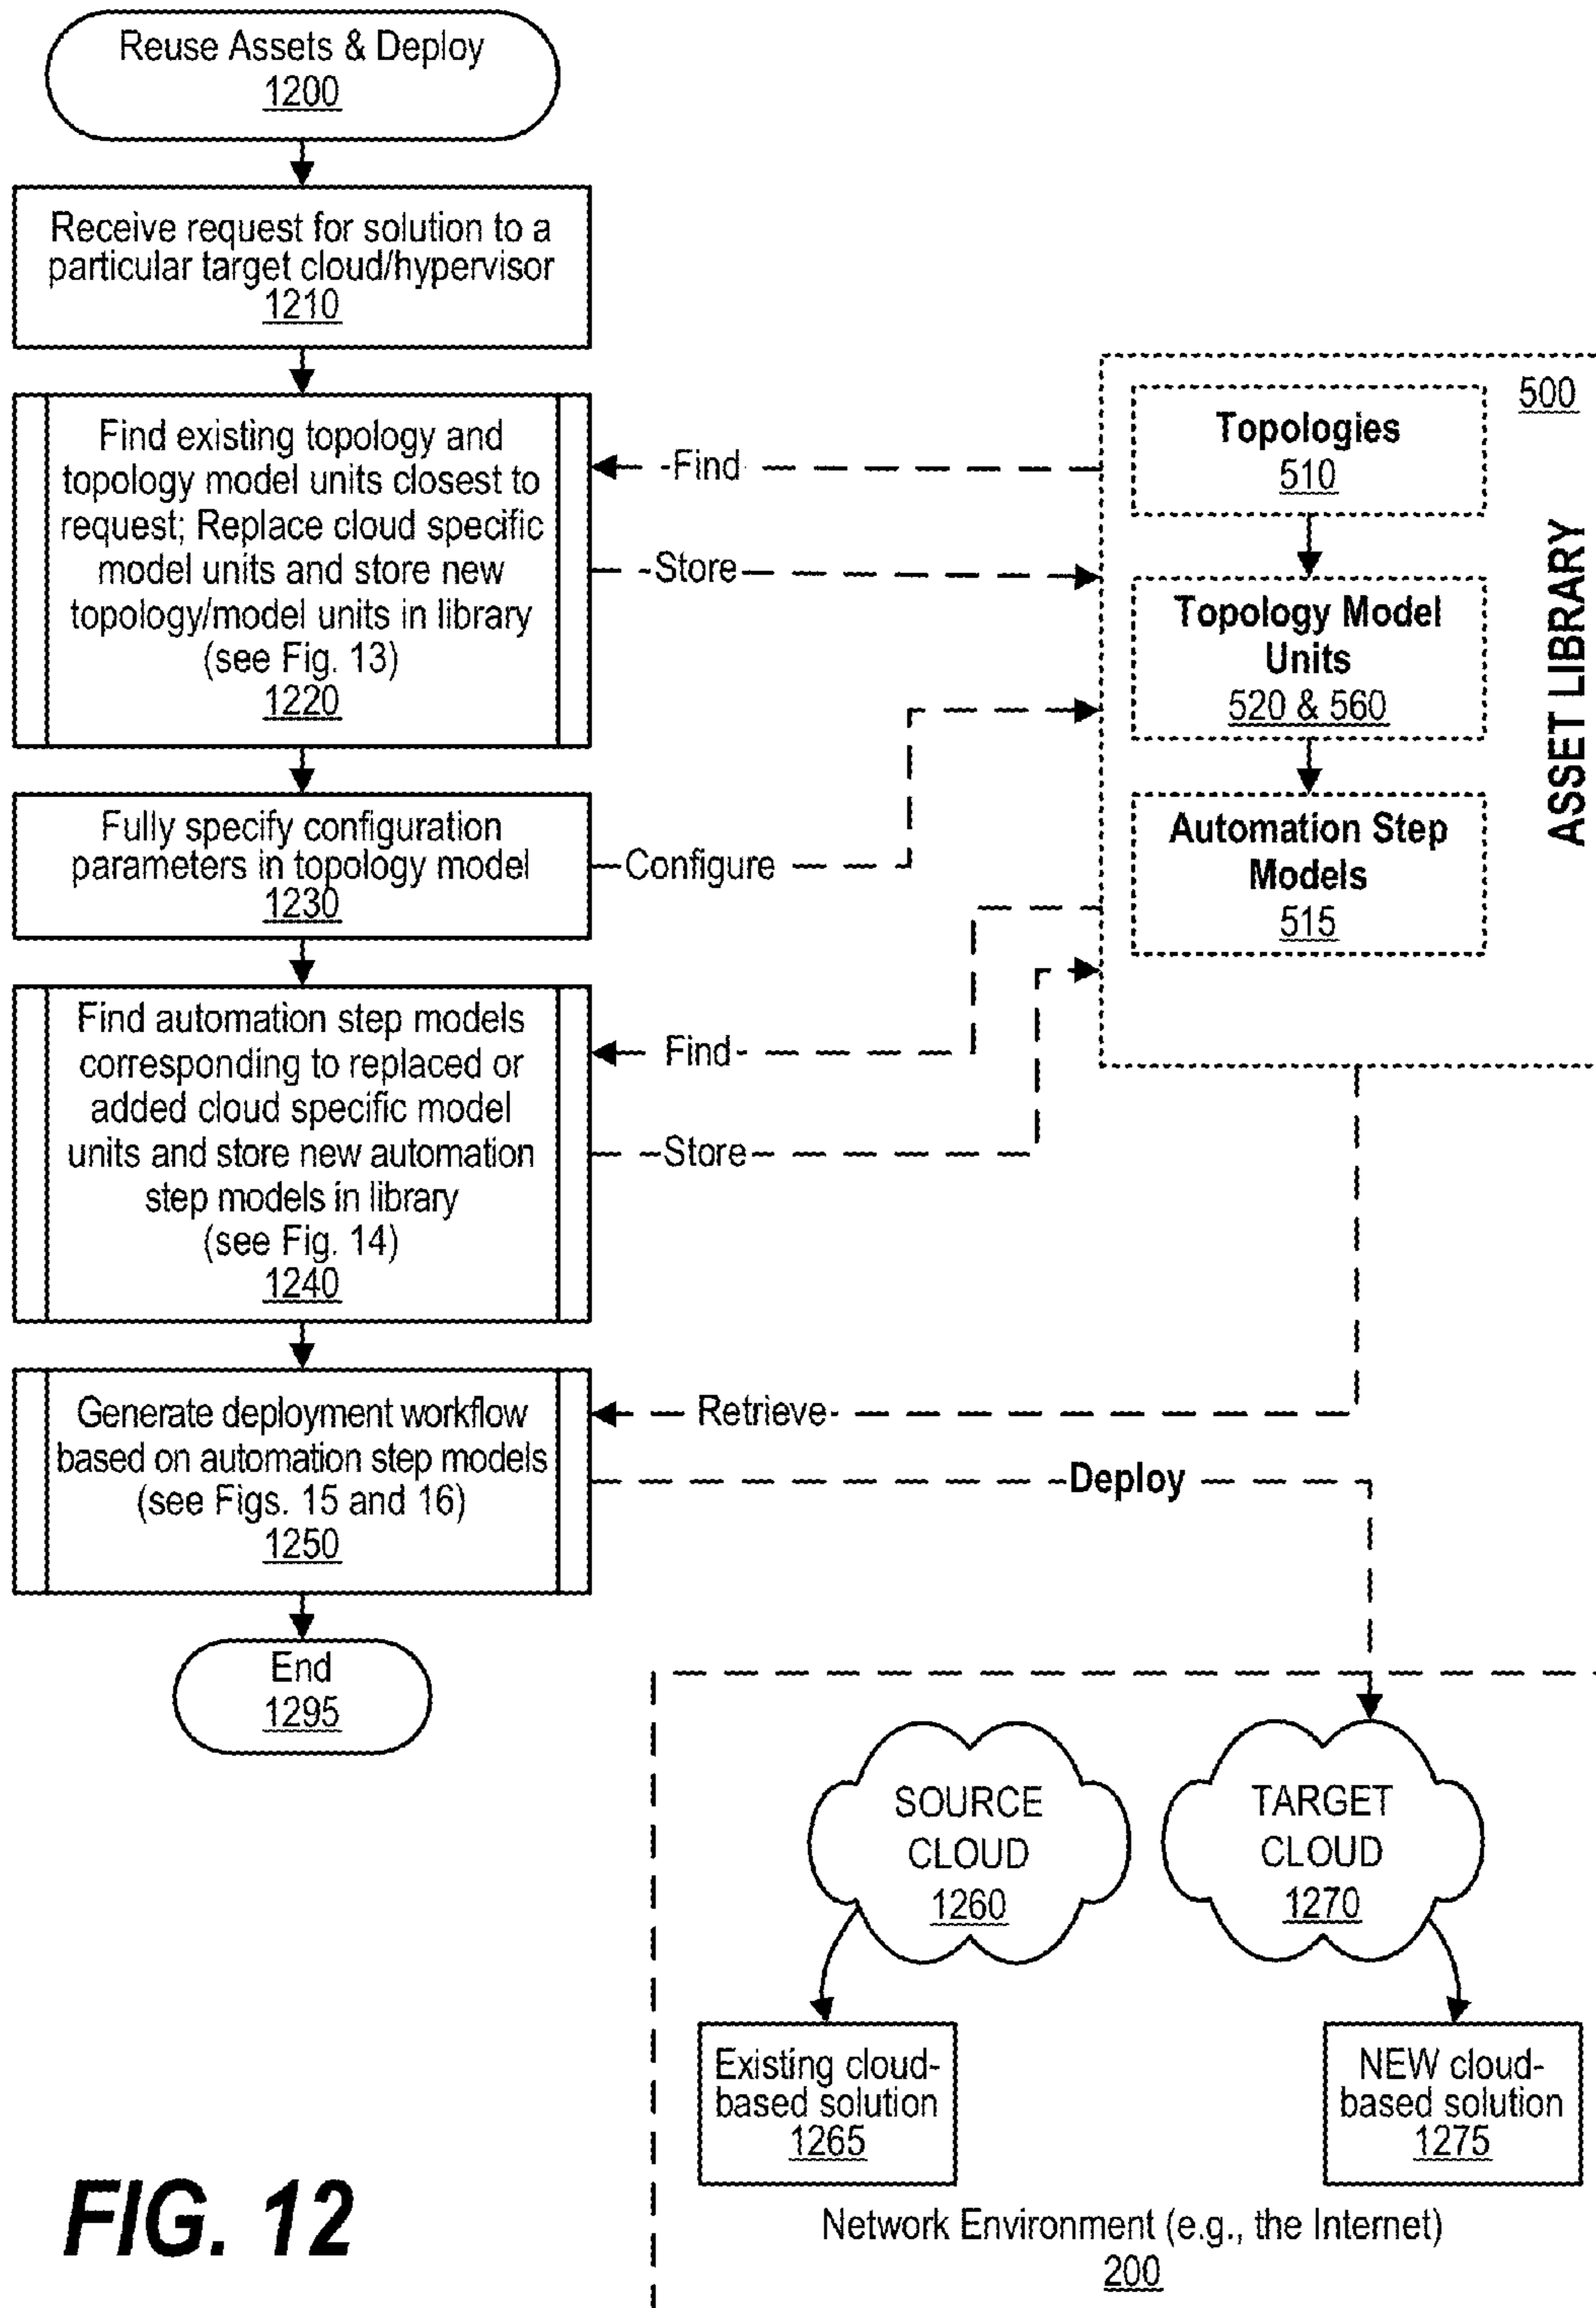 Reuse Assets & Deploy
1200
Receive request for solution to a
particular target cloud/hypervisor
1210
Find existing topology and
topology model units closest to
request; Replace cloud specific
model units and store new
topology/model units in library
(see Fig. 13)
1220
Fully specify configuration
parameters in topology model
1230
Find automation step models
corresponding to replaced or
added cloud specific model
units and store new automation
step models in library
(see Fig. 14)
1240
Generate deployment workflow
based on automation step models
(see Figs. 15 and 16)
1250
End
1295
Find
Store
Configure
Find
Store
Retrieve
Deploy
500
Topologies
510
Topology Model
Units
520 & 560
Automation Step
Models
515
ASSET LIBRARY
SOURCE
CLOUD
1260
TARGET
CLOUD
1270
Existing cloud-
based solution
1265
NEW cloud-
based solution
1275
Network Environment (e.g., the Internet)
200
FIG. 12